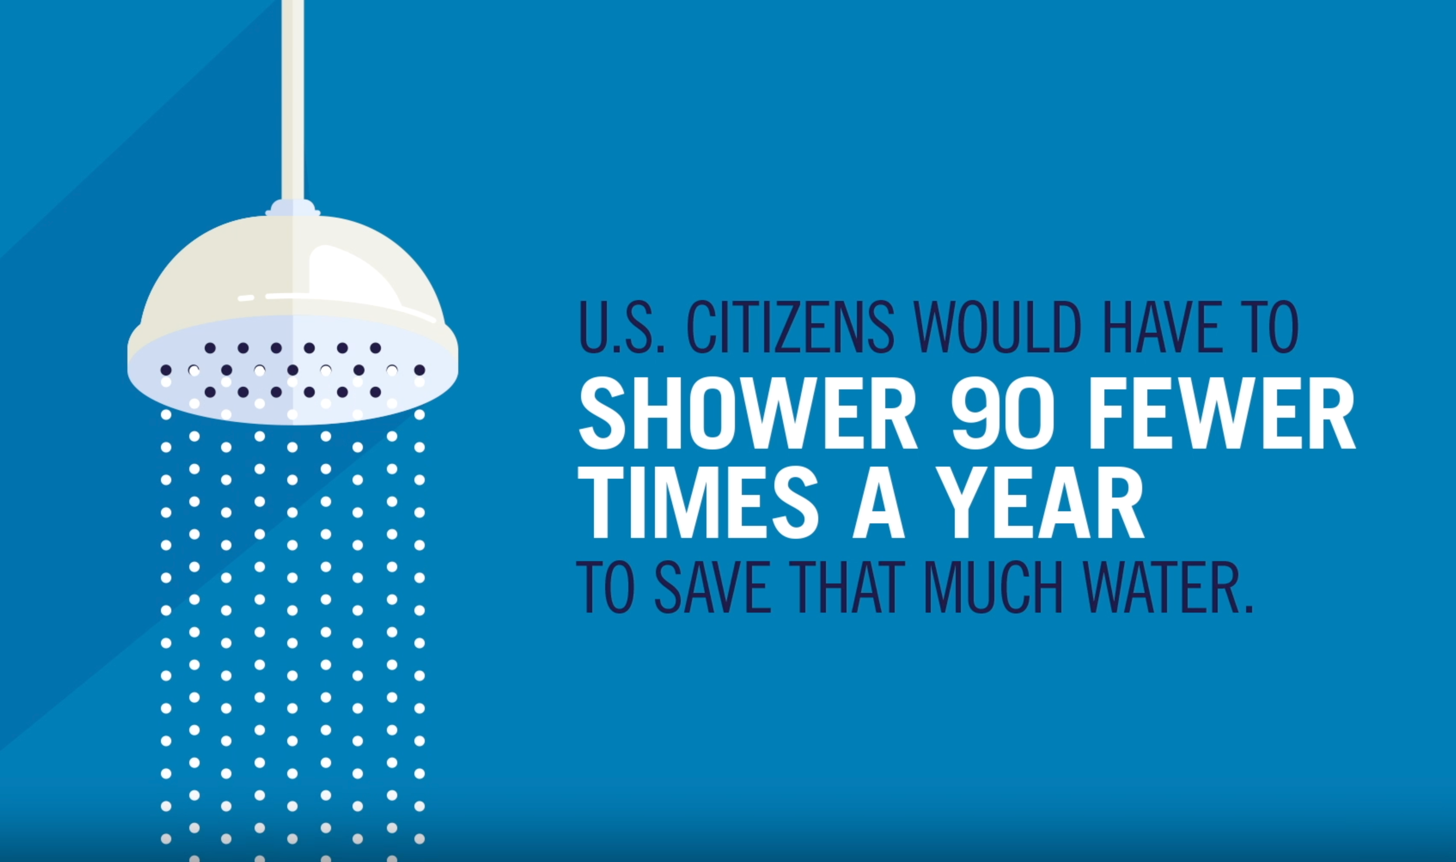 U.S. CITIZENS WOULD HAVE TO
SHOWER 90 FEWER
TIMES A YEAR
TO SAVE THAT MUCH WATER.